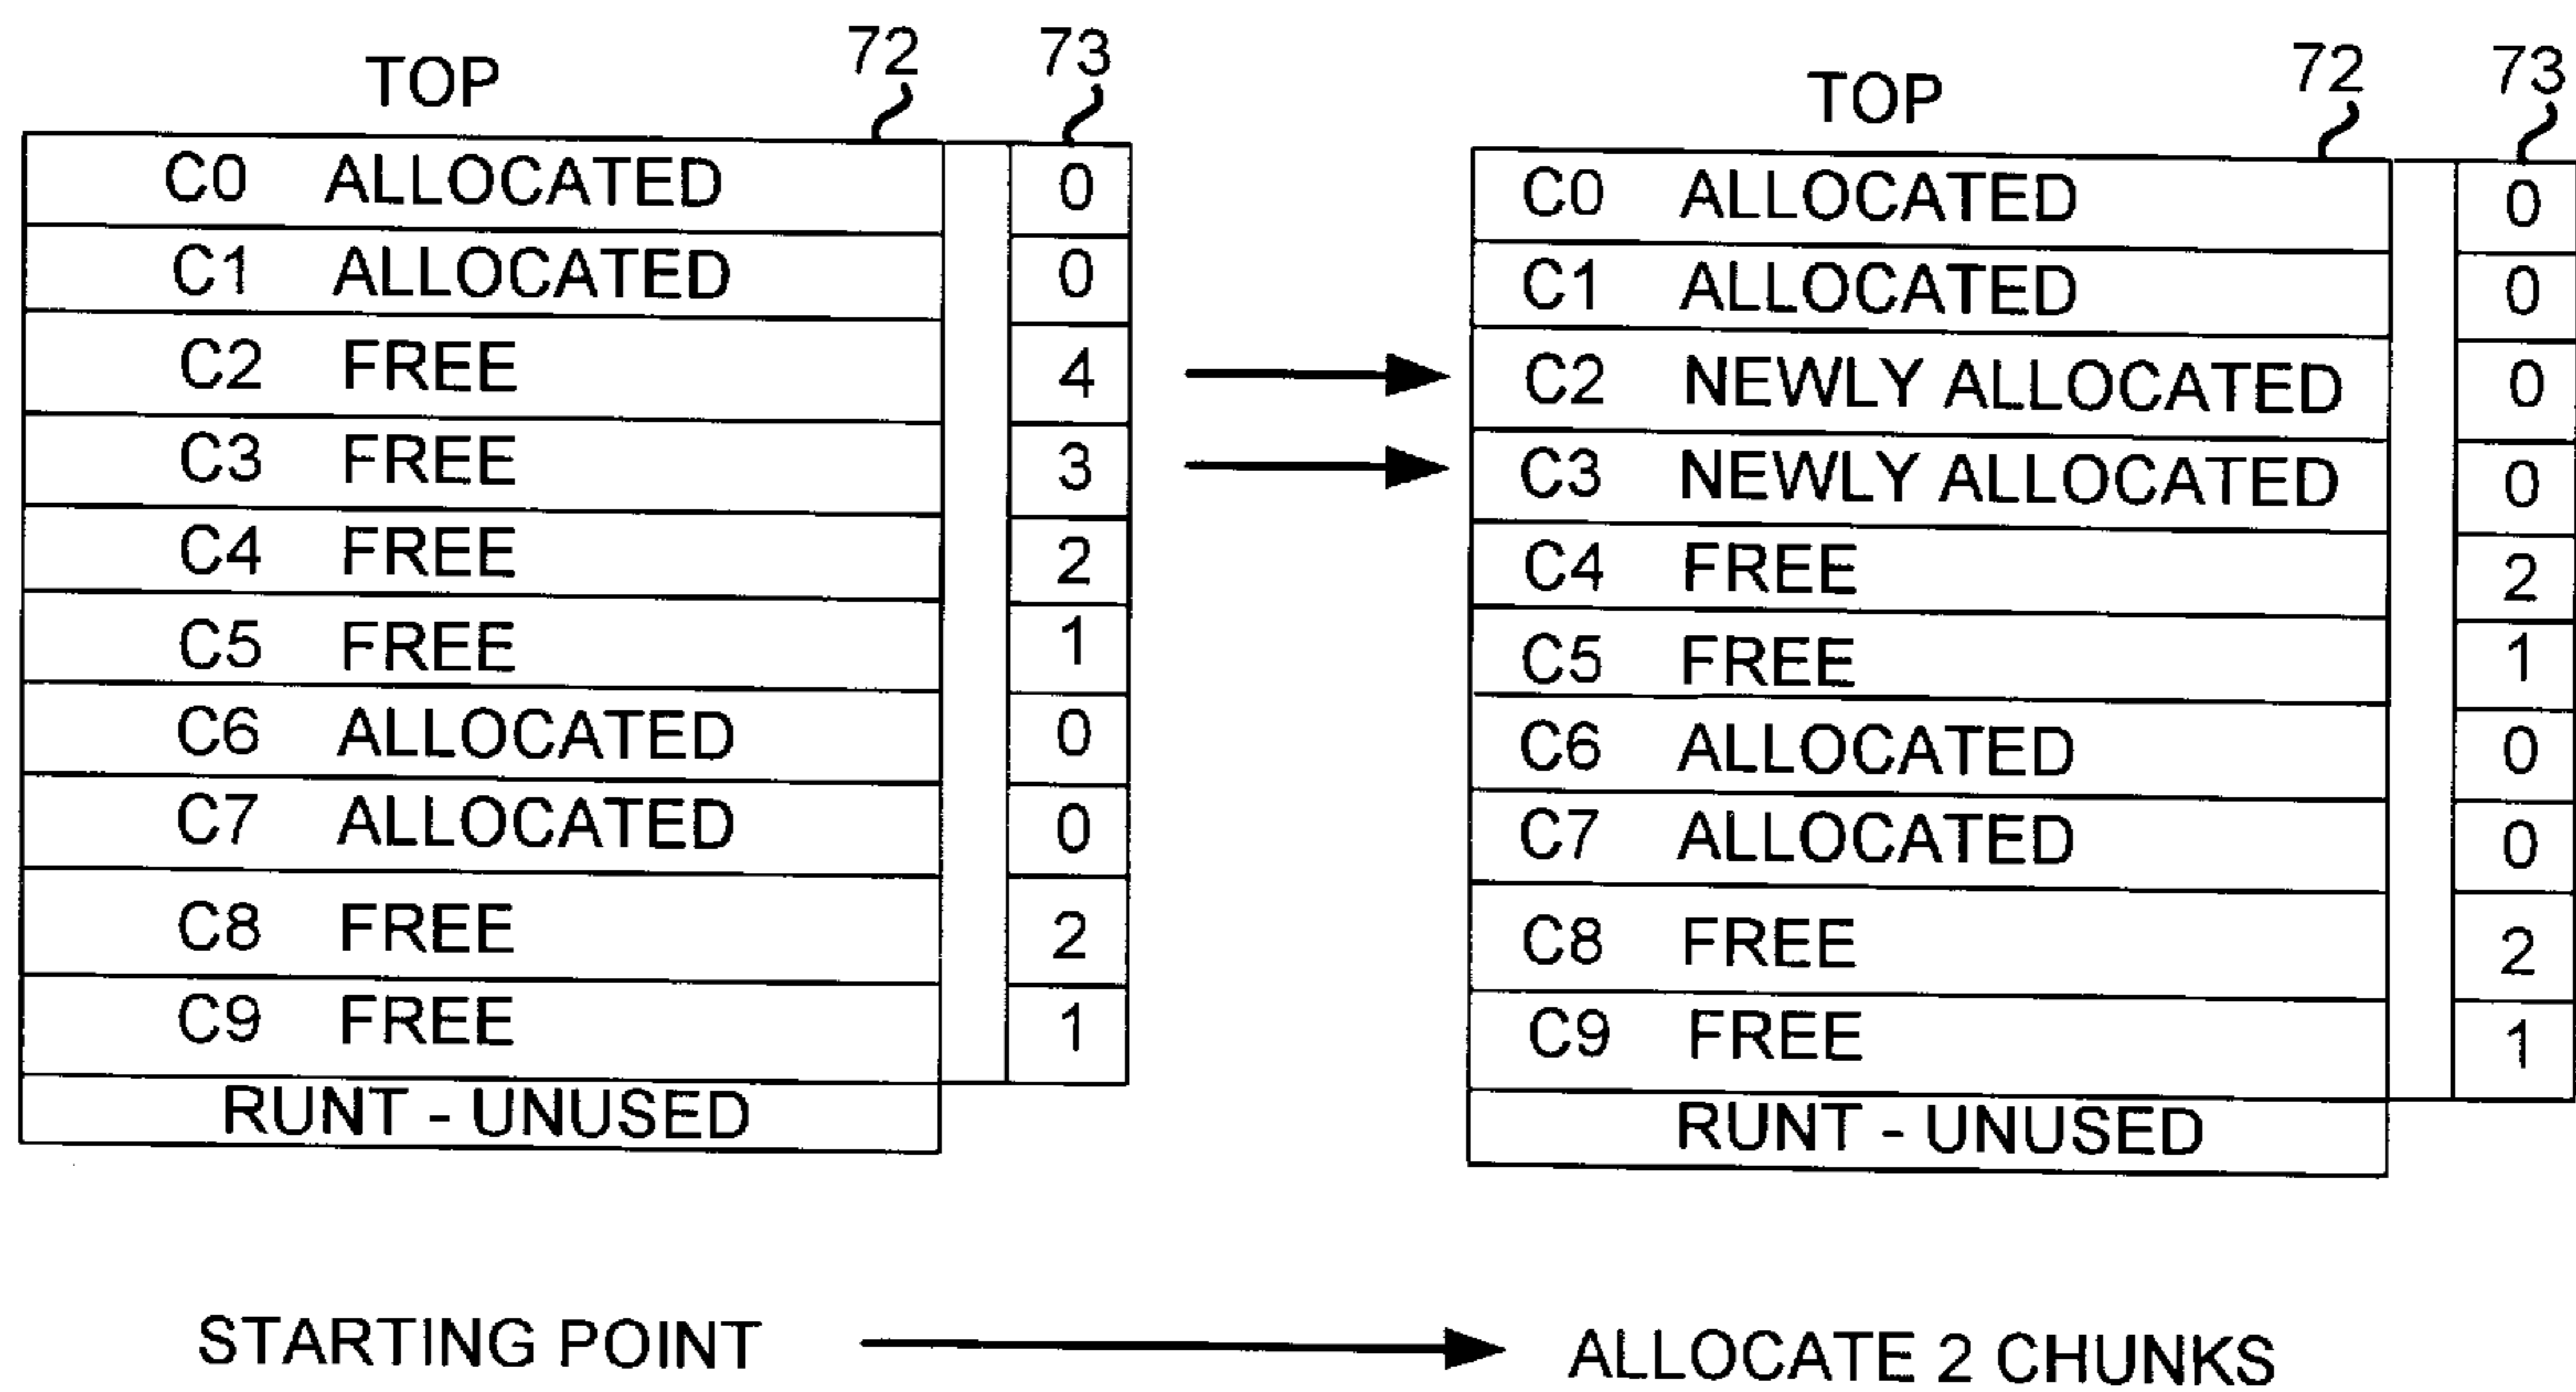 TOP 72 73
C0 ALLOCATED 0
C1 ALLOCATED 0
C2 FREE 4
C3 FREE 3
C4 FREE 2
C5 FREE 1
C6 ALLOCATED 0
C7 ALLOCATED 0
C8 FREE 2
C9 FREE 1
RUNT - UNUSED
TOP 72 73
C0 ALLOCATED 0
C1 ALLOCATED 0
C2 NEWLY ALLOCATED 0
C3 NEWLY ALLOCATED 0
C4 FREE 2
C5 FREE 1
C6 ALLOCATED 0
C7 ALLOCATED 0
C8 FREE 2
C9 FREE 1
RUNT - UNUSED
STARTING POINT ALLOCATE 2 CHUNKS